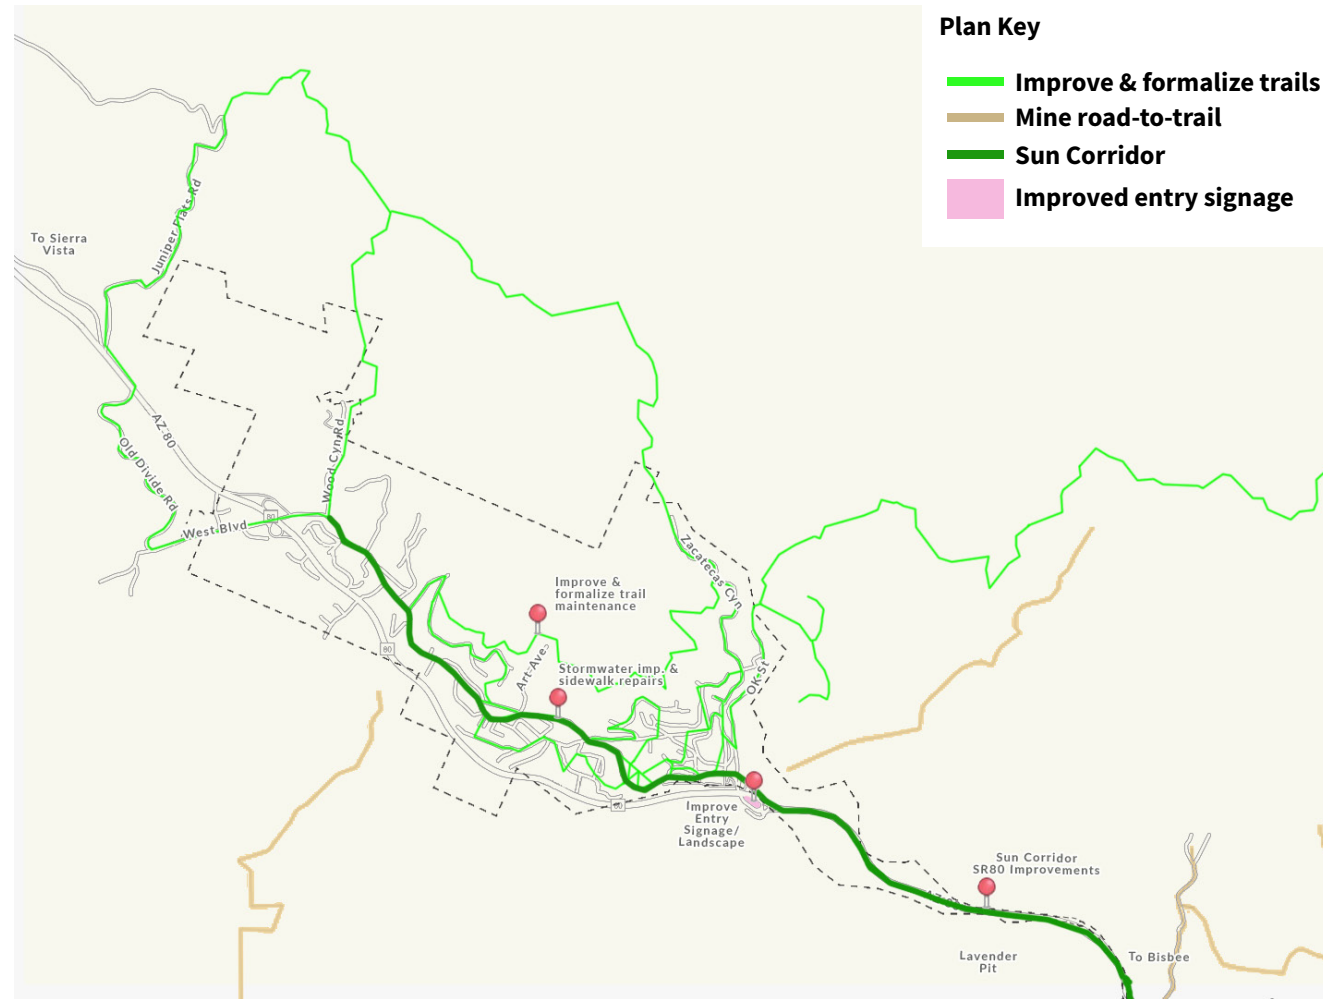 Plan Key
Improve & formalize trails
Mine road-to-trail
Sun Corridor
Improved entry signage
Juniper Flats Rd
To Sierra
Vista
AZ 80
Old Divide Rd
Wood Cyn Rd
80
West Blvd
Zacatecas Cyn
Improve &
formalize trail
maintenance
80
Art Ave
OK St
Stormwater imp. &
sidewalk repairs
80
Improve
Entry
Signage/
Landscape
Sun Corridor
SR80 Improvements
Lavender
Pit
To Bisbee